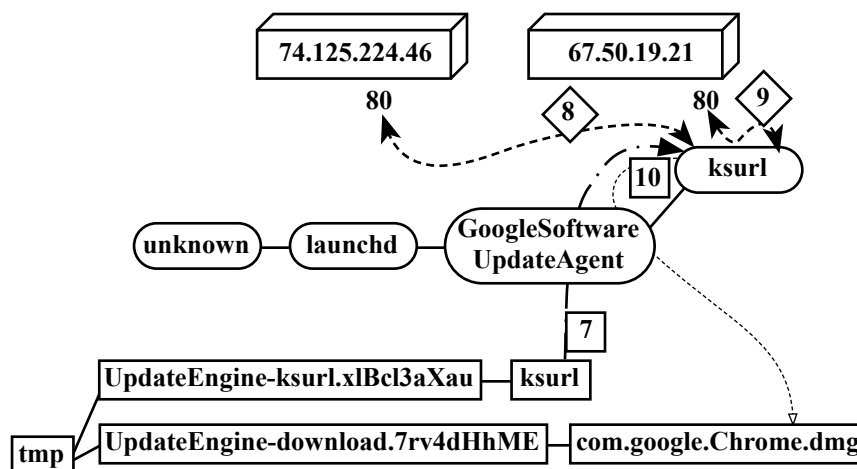 74.125.224.46
67.50.19.21
80
8
80
9
ksurl
10
unknown
launchd
GoogleSoftware
UpdateAgent
7
UpdateEngine-ksurl.xlBcl3aXau
ksurl
tmp
UpdateEngine-download.7rv4dHhME
com.google.Chrome.dmg